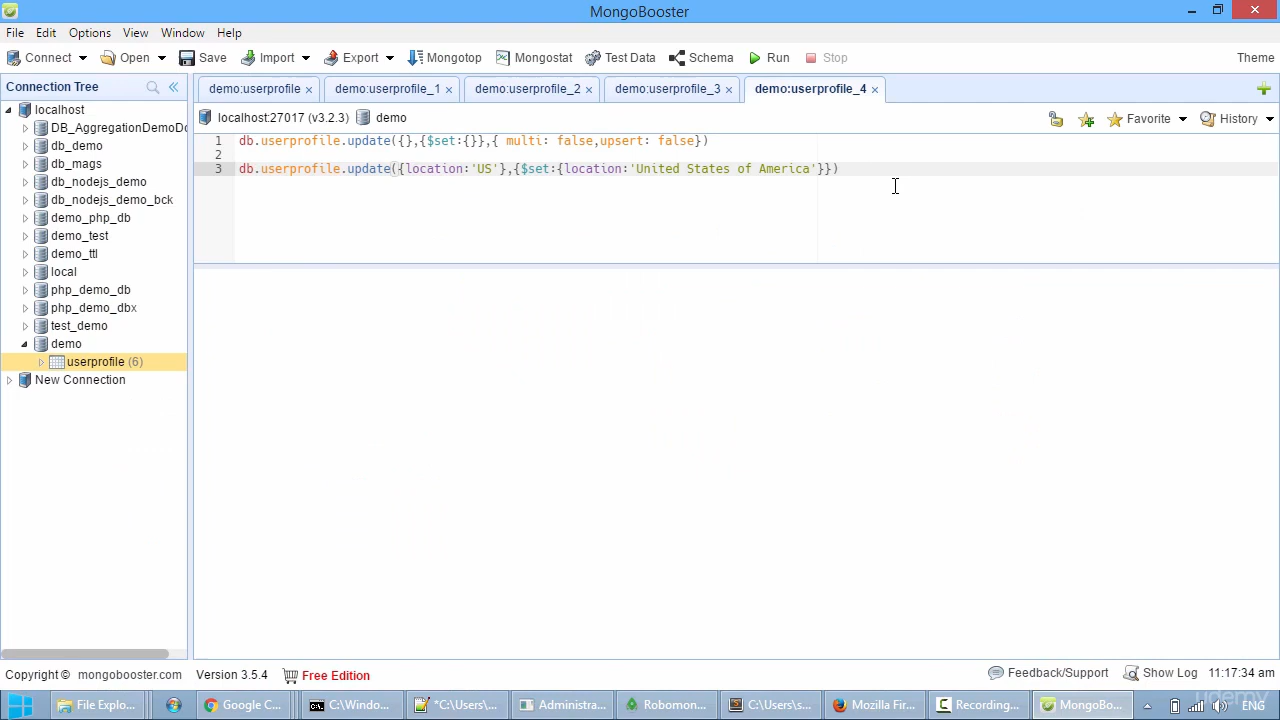 MongoBooster
File Edit Options View Window Help
Connect Open Save Import Export Mongotop Mongostat Test Data Schema Run Stop Theme
Connection Tree
demo:userprofile × demo:userprofile_1 × demo:userprofile_2 × demo:userprofile_3 × demo:userprofile_4 ×
localhost:27017 (v3.2.3) demo Favorite History
1 db.userprofile.update({},{$set:{}},{ multi: false,upsert: false})
2
3 db.userprofile.update({location:'US'},{$set:{location:'United States of America'}})
localhost
DB_AggregationDemoDc
db_demo
db_mags
db_nodejs_demo
db_nodejs_demo_bck
demo_php_db
demo_test
demo_ttl
local
php_demo_db
php_demo_dbx
test_demo
demo
userprofile (6)
New Connection
Copyright © mongobooster.com Version 3.5.4 Free Edition Feedback/Support Show Log 11:17:34 am
File Explo... Google C... C:\Windo... *C:\Users\... Administra... Robomon... C:\Users\s... Mozilla Fir... Recording... MongoBo... ENG
udemy